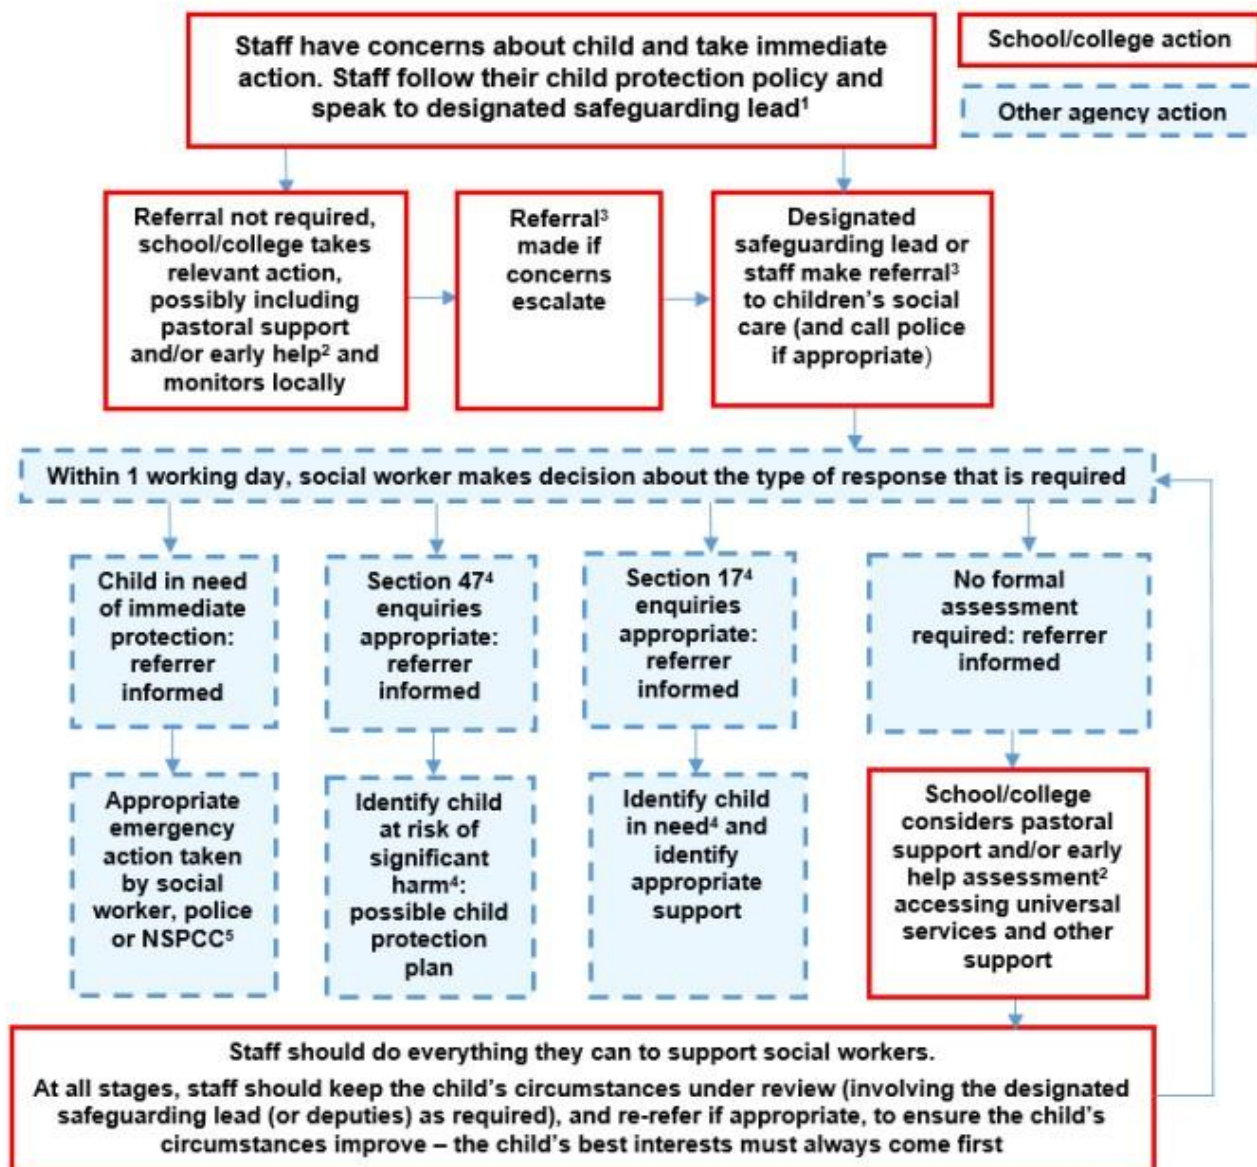 Staff have concerns about child and take immediate
action. Staff follow their child protection policy and
speak to designated safeguarding lead¹
School/college action
Other agency action
Referral not required,
school/college takes
relevant action,
possibly including
pastoral support
and/or early help² and
monitors locally
Referral³
made if
concerns
escalate
Designated
safeguarding lead or
staff make referral³
to children’s social
care (and call police
if appropriate)
Within 1 working day, social worker makes decision about the type of response that is required
Child in need
of immediate
protection:
referrer
informed
Section 47⁴
enquiries
appropriate:
referrer
informed
Section 17⁴
enquiries
appropriate:
referrer
informed
No formal
assessment
required: referrer
informed
Appropriate
emergency
action taken
by social
worker, police
or NSPCC⁵
Identify child
at risk of
significant
harm⁴:
possible child
protection
plan
Identify child
in need⁴ and
identify
appropriate
support
School/college
considers pastoral
support and/or early
help assessment²
accessing universal
services and other
support
Staff should do everything they can to support social workers.
At all stages, staff should keep the child’s circumstances under review (involving the designated
safeguarding lead (or deputies) as required), and re-refer if appropriate, to ensure the child’s
circumstances improve – the child’s best interests must always come first